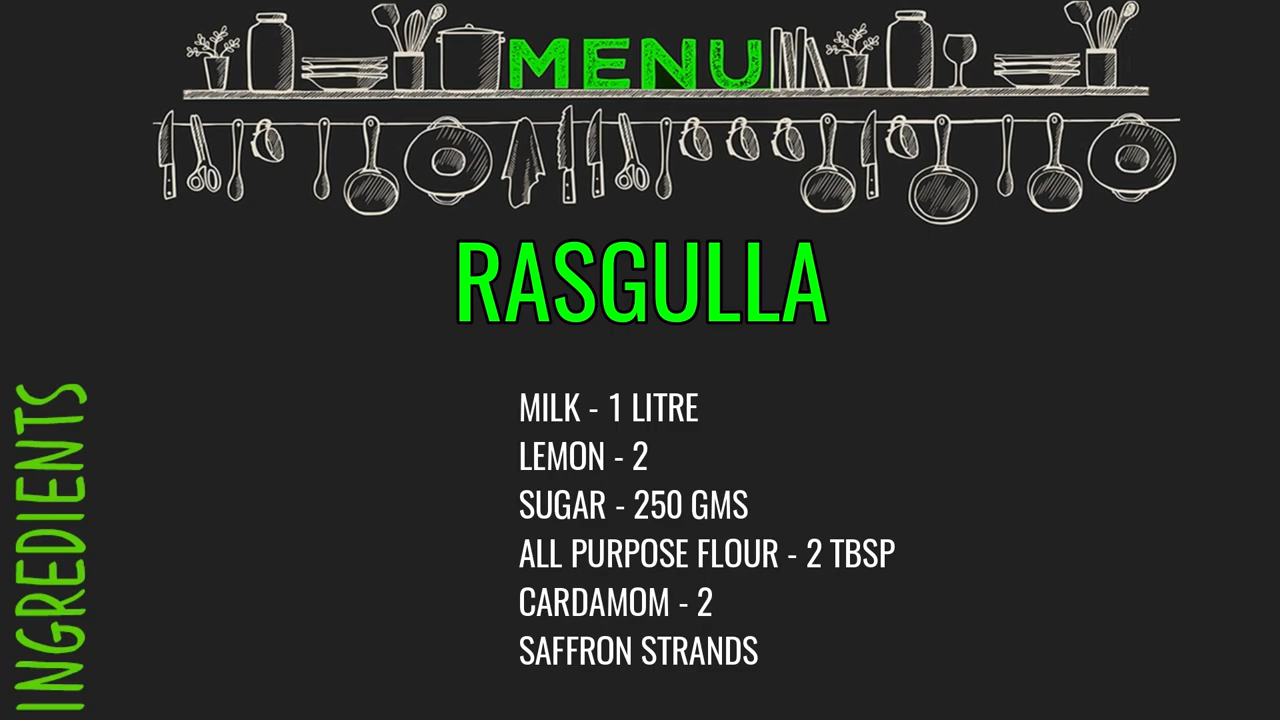 MENU
RASGULLA
INGREDIENTS
MILK - 1 LITRE
LEMON - 2
SUGAR - 250 GMS
ALL PURPOSE FLOUR - 2 TBSP
CARDAMOM - 2
SAFFRON STRANDS